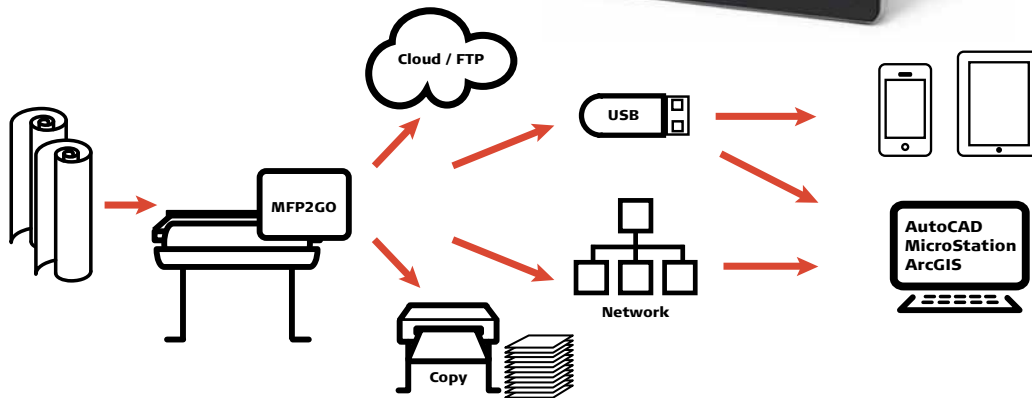 Cloud / FTP
USB
MFP2GO
AutoCAD
MicroStation
ArcGIS
Network
Copy